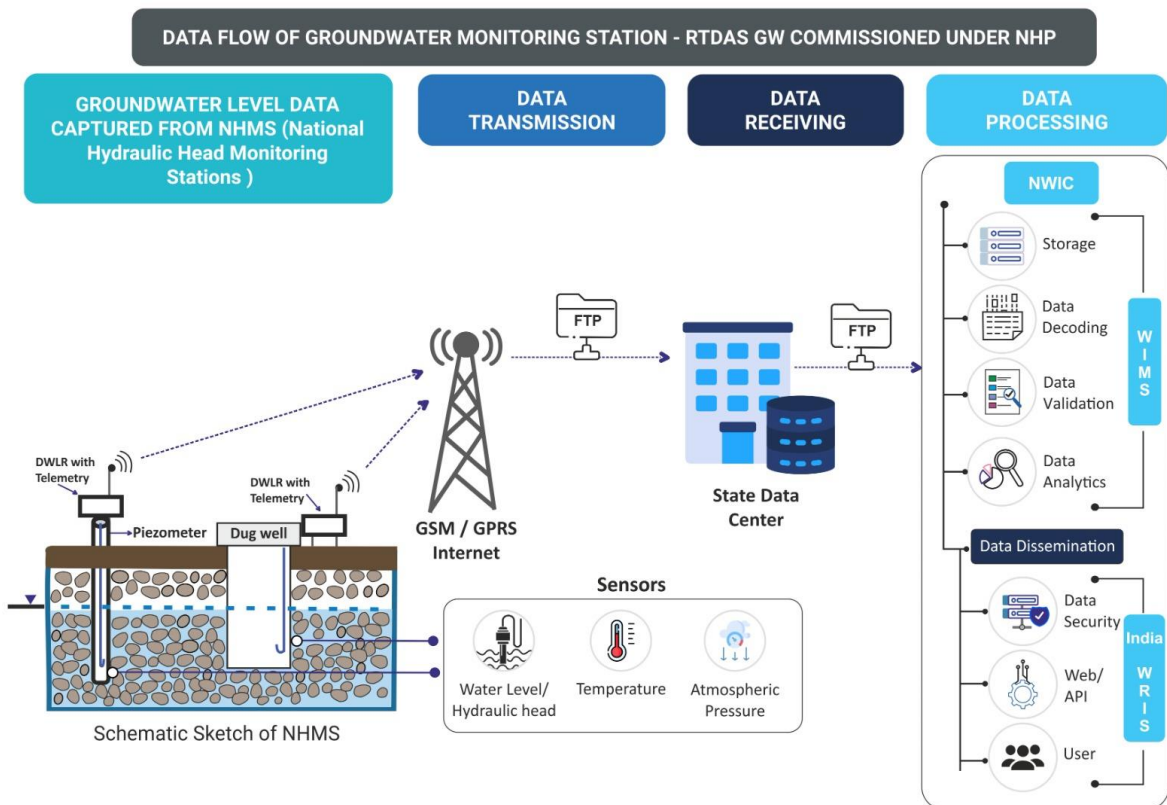 DATA FLOW OF GROUNDWATER MONITORING STATION - RTDAS GW COMMISSIONED UNDER NHP
GROUNDWATER LEVEL DATA
CAPTURED FROM NHMS (National
Hydraulic Head Monitoring
Stations )
DATA
TRANSMISSION
DATA
RECEIVING
DATA
PROCESSING
NWIC
Storage
Data
Decoding
Data
Validation
Data
Analytics
WIMS
FTP
FTP
DWLR with
Telemetry
DWLR with
Telemetry
Piezometer
Dug well
GSM / GPRS
Internet
State Data
Center
Data Dissemination
Data
Security
Web/
API
User
India
WRIS
Sensors
Water Level/
Hydraulic head
Temperature
Atmospheric
Pressure
Schematic Sketch of NHMS